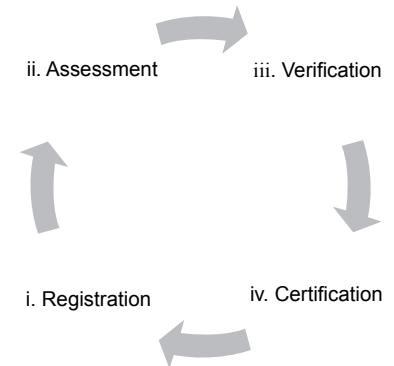 ii. Assessment
iii. Verification
i. Registration
iv. Certification